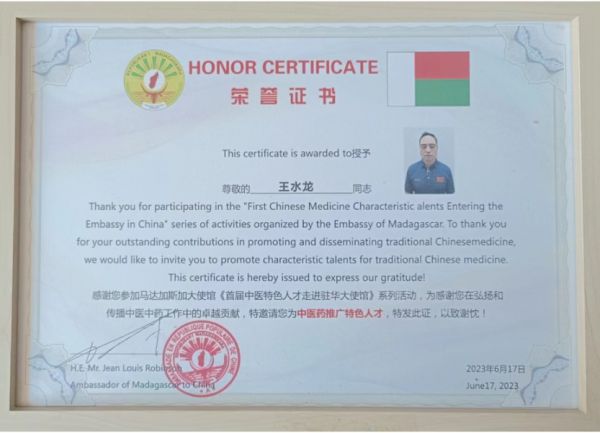 HONOR CERTIFICATE
荣誉证书
This certificate is awarded to授予
尊敬的 王水龙 同志
Thank you for participating in the "First Chinese Medicine Characteristic alents Entering the
Embassy in China" series of activities organized by the Embassy of Madagascar. To thank you
for your outstanding contributions in promoting and disseminating traditional Chinesemedicine,
we would like to invite you to promote characteristic talents for traditional Chinese medicine.
This certificate is hereby issued to express our gratitude!
感谢您参加马达加斯加大使馆《首届中医特色人才走进驻华大使馆》系列活动，为感谢您在弘扬和
传播中医中药工作中的卓越贡献，特邀请您为中医药推广特色人才，特发此证，以致谢忱！
H.E. Mr. Jean Louis Robinson
Ambassador of Madagascar to China
2023年6月17日
June17, 2023